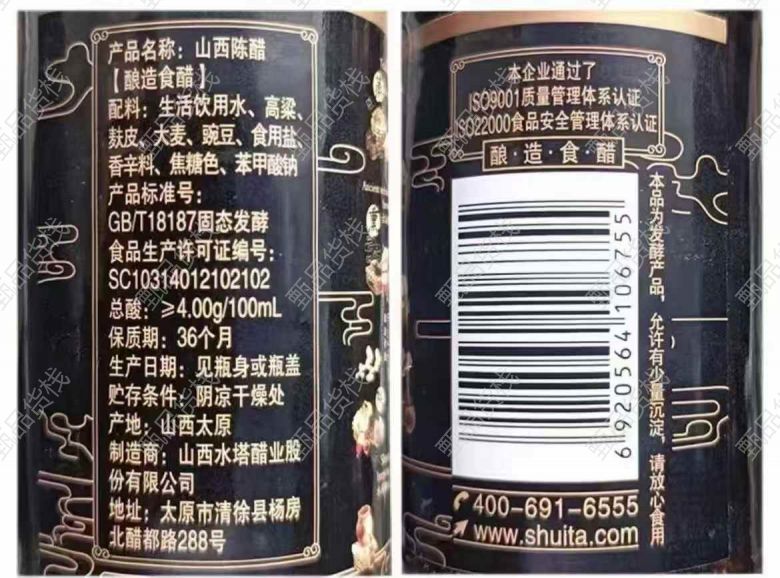 产品名称：山西陈醋
【酿造食醋】
配料：生活饮用水、高粱、
麸皮、大麦、豌豆、食用盐、
香辛料、焦糖色、苯甲酸钠
产品标准号：
GB/T18187固态发酵
食品生产许可证编号：
SC10314012102102
总酸：≥4.00g/100mL
保质期：36个月
生产日期：见瓶身或瓶盖
贮存条件：阴凉干燥处
产地：山西太原
制造商：山西水塔醋业股
份有限公司
地址：太原市清徐县杨房
北醋都路288号
本企业通过了
ISO9001质量管理体系认证
ISO22000食品安全管理体系认证
酿·造·食·醋
6920564106755
本品为发酵产品，允许有少量沉淀，请放心食用
400-691-6555
www.shuita.com
甄品货栈